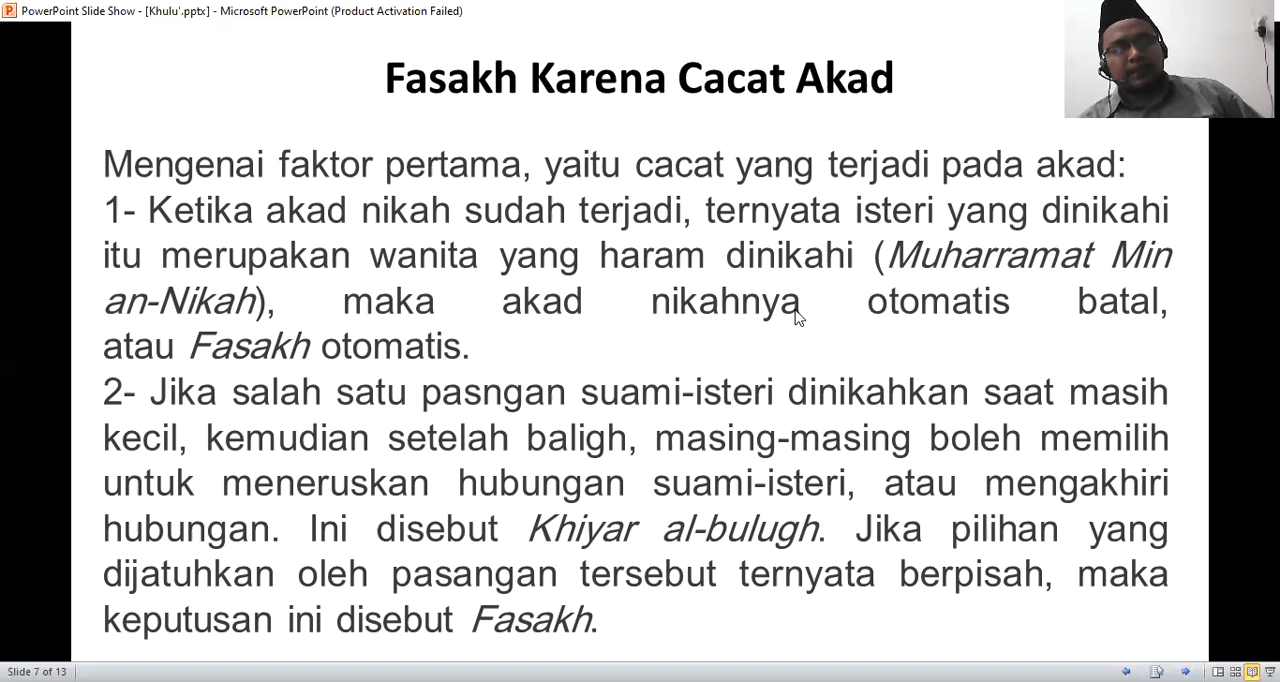 PowerPoint Slide Show - [Khulu'.pptx] - Microsoft PowerPoint (Product Activation Failed)
Fasakh Karena Cacat Akad
Mengenai faktor pertama, yaitu cacat yang terjadi pada akad:
1- Ketika akad nikah sudah terjadi, ternyata isteri yang dinikahi
itu merupakan wanita yang haram dinikahi (Muharramat Min
an-Nikah), maka akad nikahnya otomatis batal,
atau Fasakh otomatis.
2- Jika salah satu pasngan suami-isteri dinikahkan saat masih
kecil, kemudian setelah baligh, masing-masing boleh memilih
untuk meneruskan hubungan suami-isteri, atau mengakhiri
hubungan. Ini disebut Khiyar al-bulugh. Jika pilihan yang
dijatuhkan oleh pasangan tersebut ternyata berpisah, maka
keputusan ini disebut Fasakh.
Slide 7 of 13